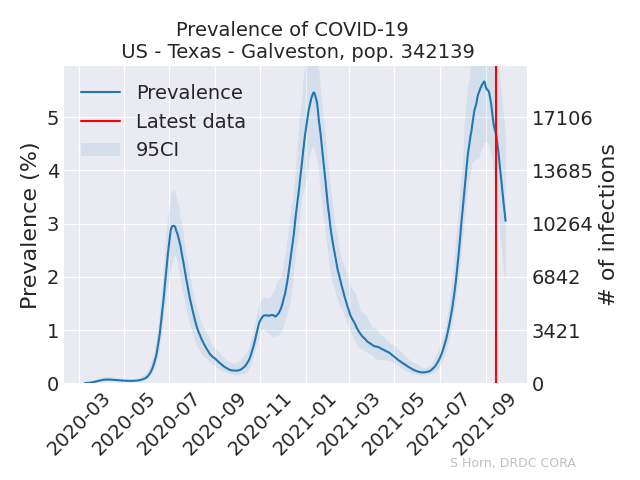 Prevalence of COVID-19
US - Texas - Galveston, pop. 342139
Prevalence
Latest data
95CI
Prevalence (%)
5
4
3
2
1
0
17106
13685
10264
6842
3421
0
# of infections
2020-03
2020-05
2020-07
2020-09
2020-11
2021-01
2021-03
2021-05
2021-07
2021-09
S Horn, DRDC CORA